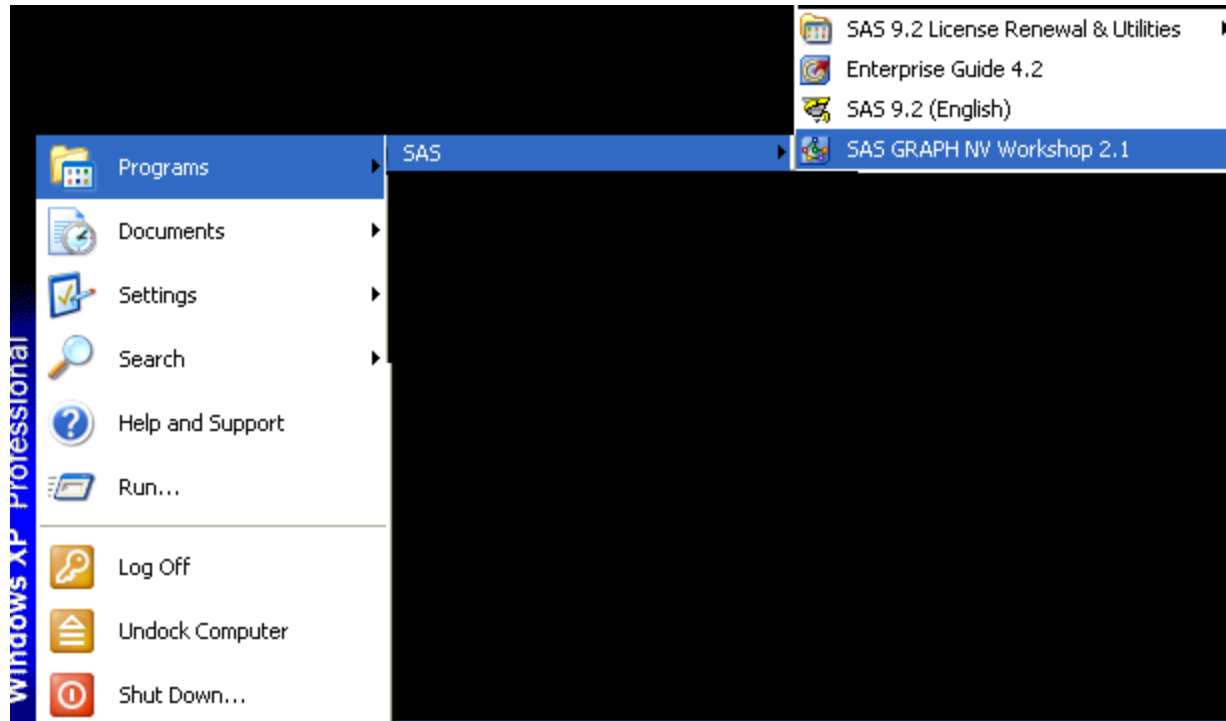 SAS 9.2 License Renewal & Utilities
Enterprise Guide 4.2
SAS 9.2 (English)
SAS GRAPH NV Workshop 2.1
Programs
SAS
Documents
Settings
Search
Help and Support
Run...
Log Off
Undock Computer
Shut Down...
Windows XP Professional